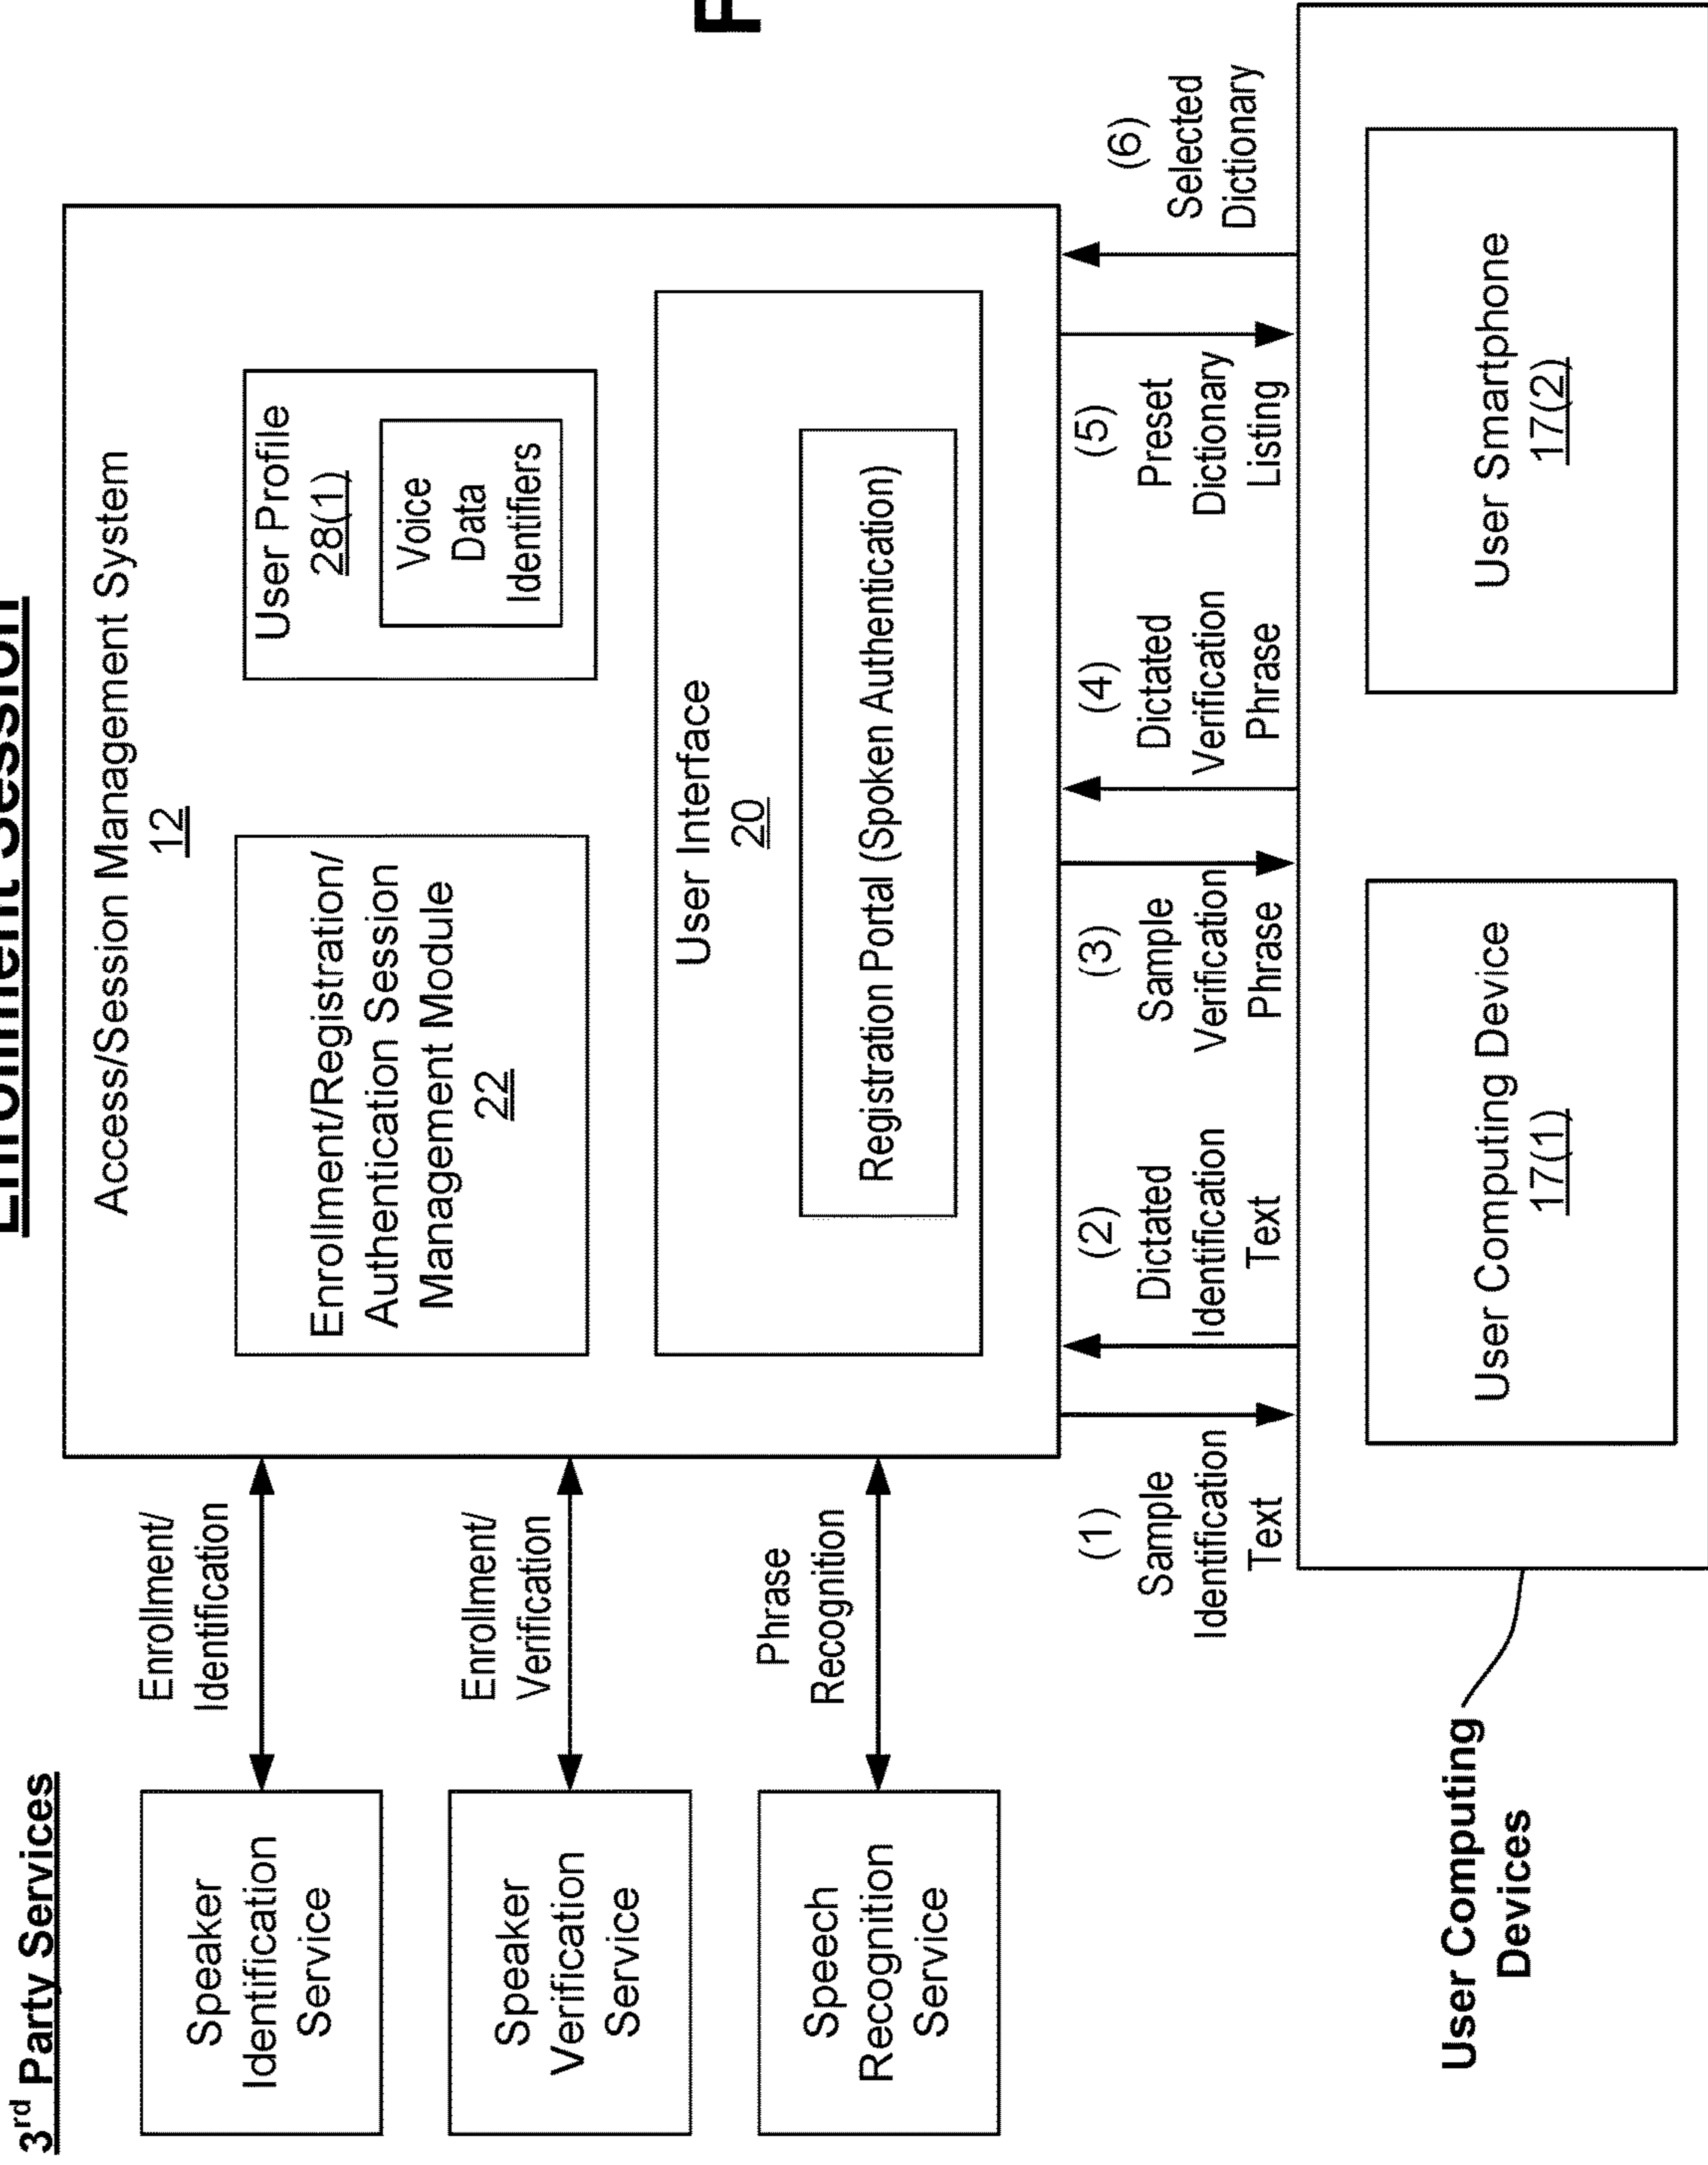 Enrollment Session
3rd Party Services
Speaker
Identification
Service
Speaker
Verification
Service
Speech
Recognition
Service
Enrollment/
Identification
Enrollment/
Verification
Phrase
Recognition
Access/Session Management System
12
Enrollment/Registration/
Authentication Session
Management Module
22
User Profile
28(1)
Voice
Data
Identifiers
User Interface
20
Registration Portal (Spoken Authentication)
(1)
Sample
Identification
Text
(2)
Dictated
Identification
Text
(3)
Sample
Verification
Phrase
(4)
Dictated
Verification
Phrase
(5)
Preset
Dictionary
Listing
(6)
Selected
Dictionary
User Computing
Devices
User Computing Device
17(1)
User Smartphone
17(2)
F